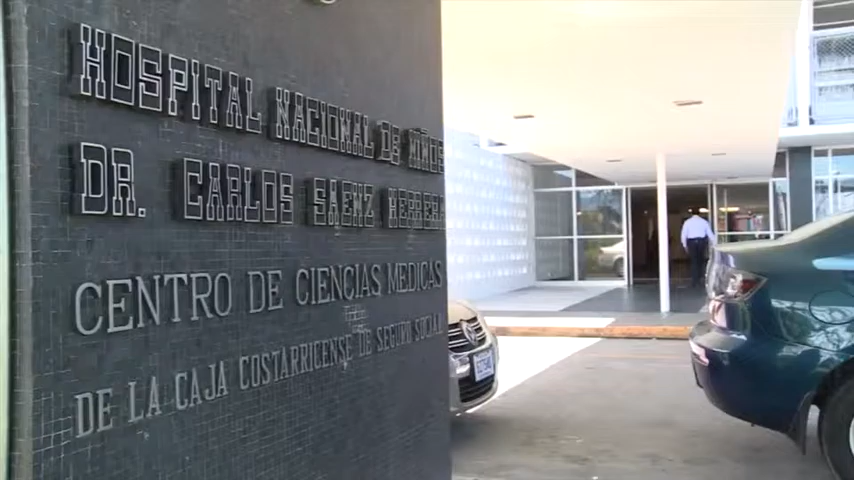 HOSPITAL NACIONAL DE NIÑOS
DR. CARLOS SAENZ HERRERA
CENTRO DE CIENCIAS MEDICAS
DE LA CAJA COSTARRICENSE DE SEGURO SOCIAL